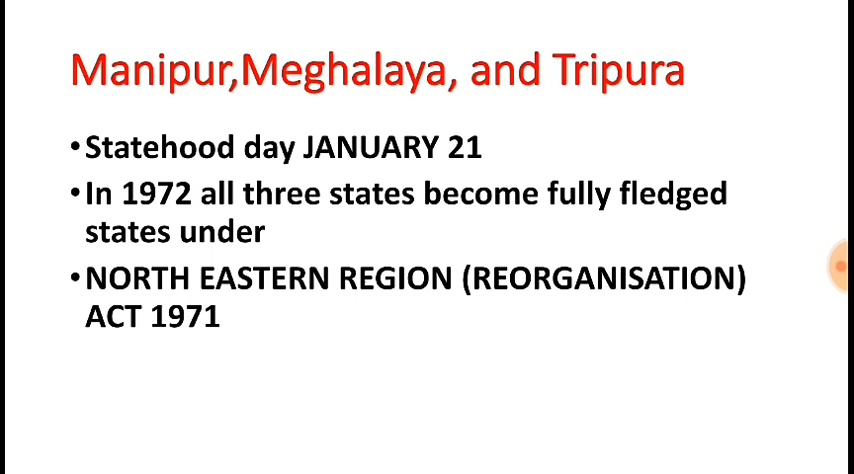 Manipur,Meghalaya, and Tripura
•Statehood day JANUARY 21
•In 1972 all three states become fully fledged
states under
•NORTH EASTERN REGION (REORGANISATION)
ACT 1971